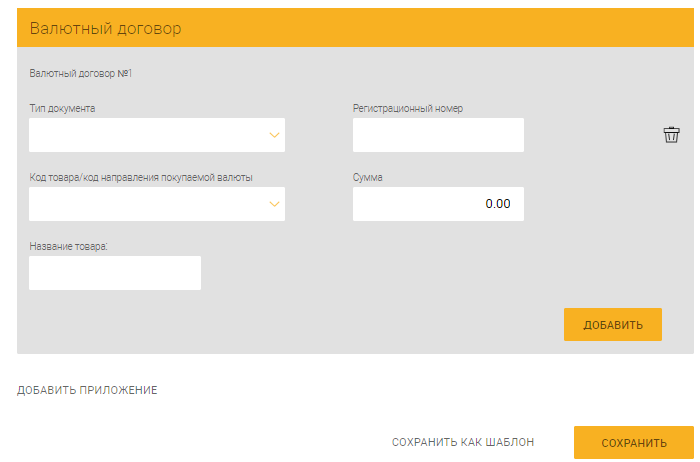 Валютный договор
Валютный договор №1
Тип документа
Регистрационный номер
Код товара/код направления покупаемой валюты
Сумма
0.00
Название товара:
ДОБАВИТЬ
ДОБАВИТЬ ПРИЛОЖЕНИЕ
СОХРАНИТЬ КАК ШАБЛОН
СОХРАНИТЬ